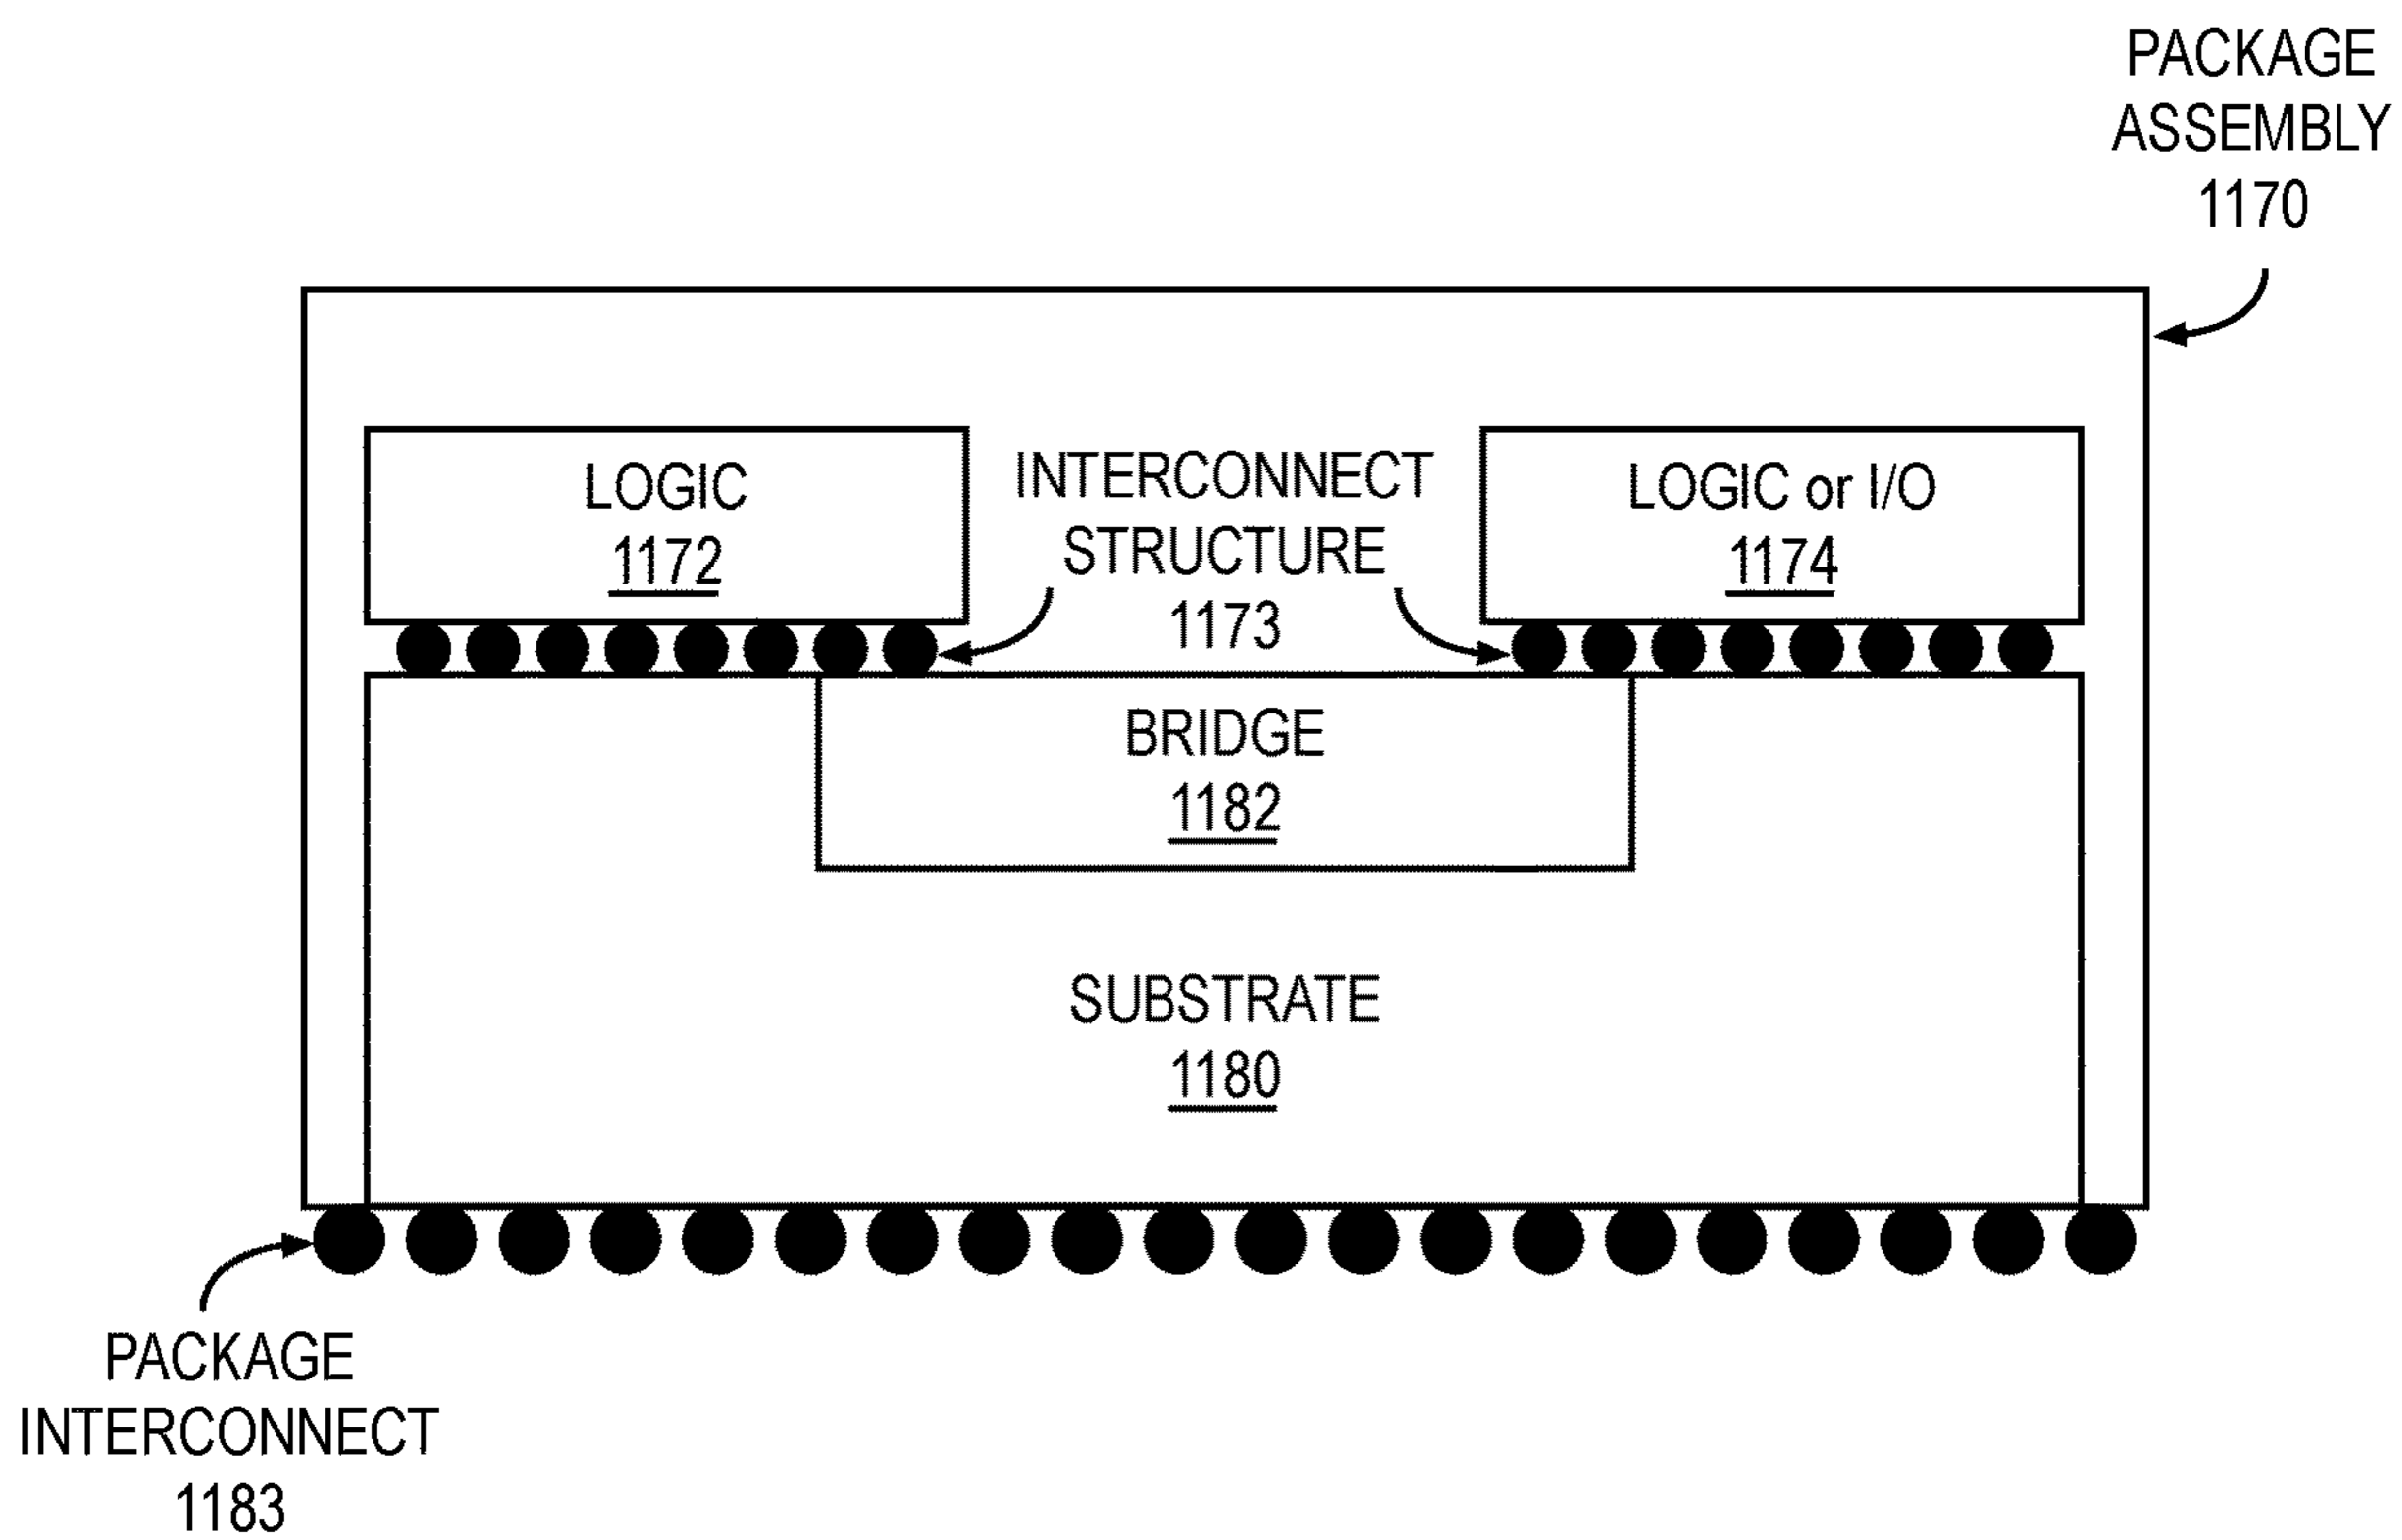 PACKAGE
ASSEMBLY
1170
LOGIC
1172
INTERCONNECT
STRUCTURE
1173
LOGIC or I/O
1174
BRIDGE
1182
SUBSTRATE
1180
PACKAGE
INTERCONNECT
1183